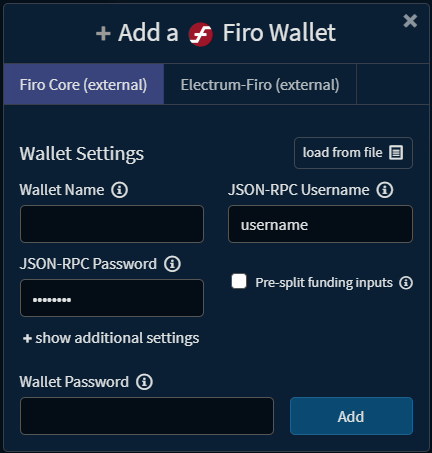 + Add a Firo Wallet
Firo Core (external) Electrum-Firo (external)
Wallet Settings load from file
Wallet Name JSON-RPC Username
username
JSON-RPC Password
Pre-split funding inputs
••••••••
+ show additional settings
Wallet Password
Add